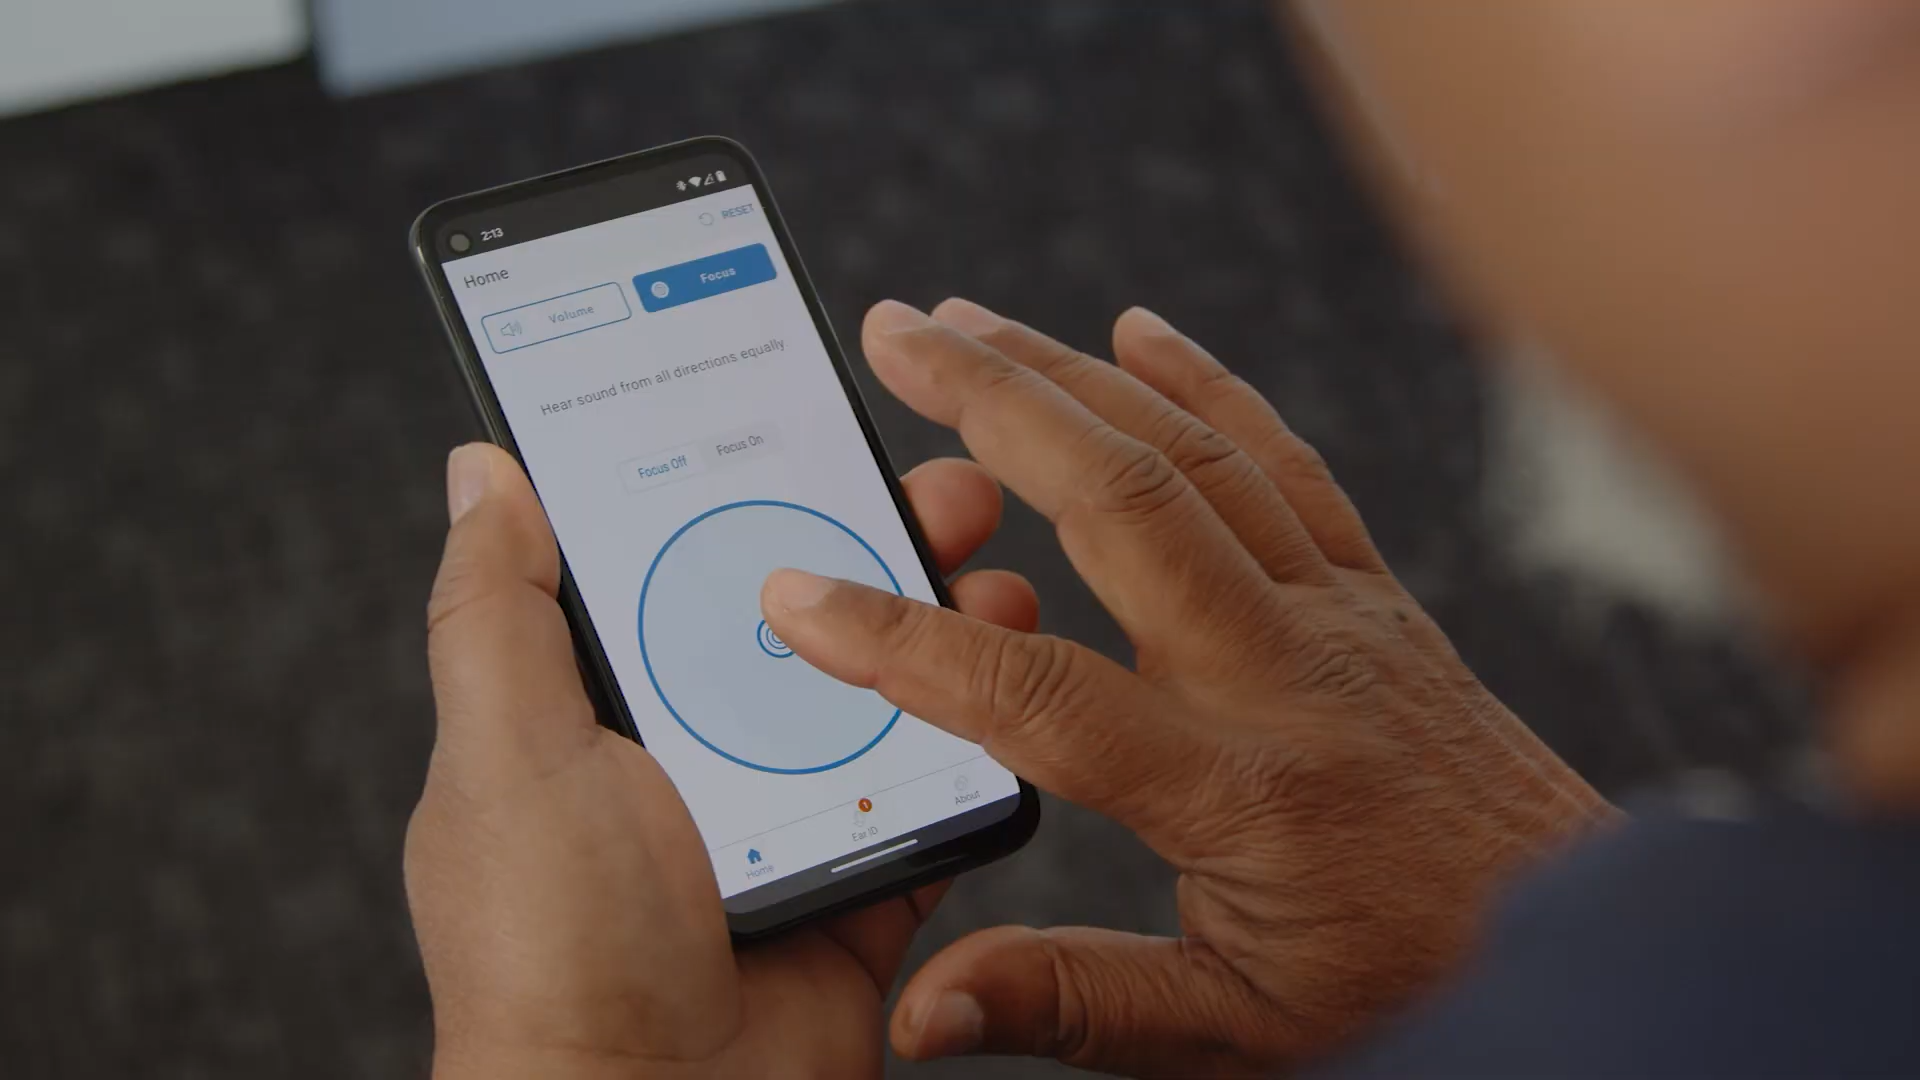 2:13
RESET
Home
Volume
Focus
Hear sound from all directions equally.
Focus Off
Focus On
1
Home
Ear ID
About